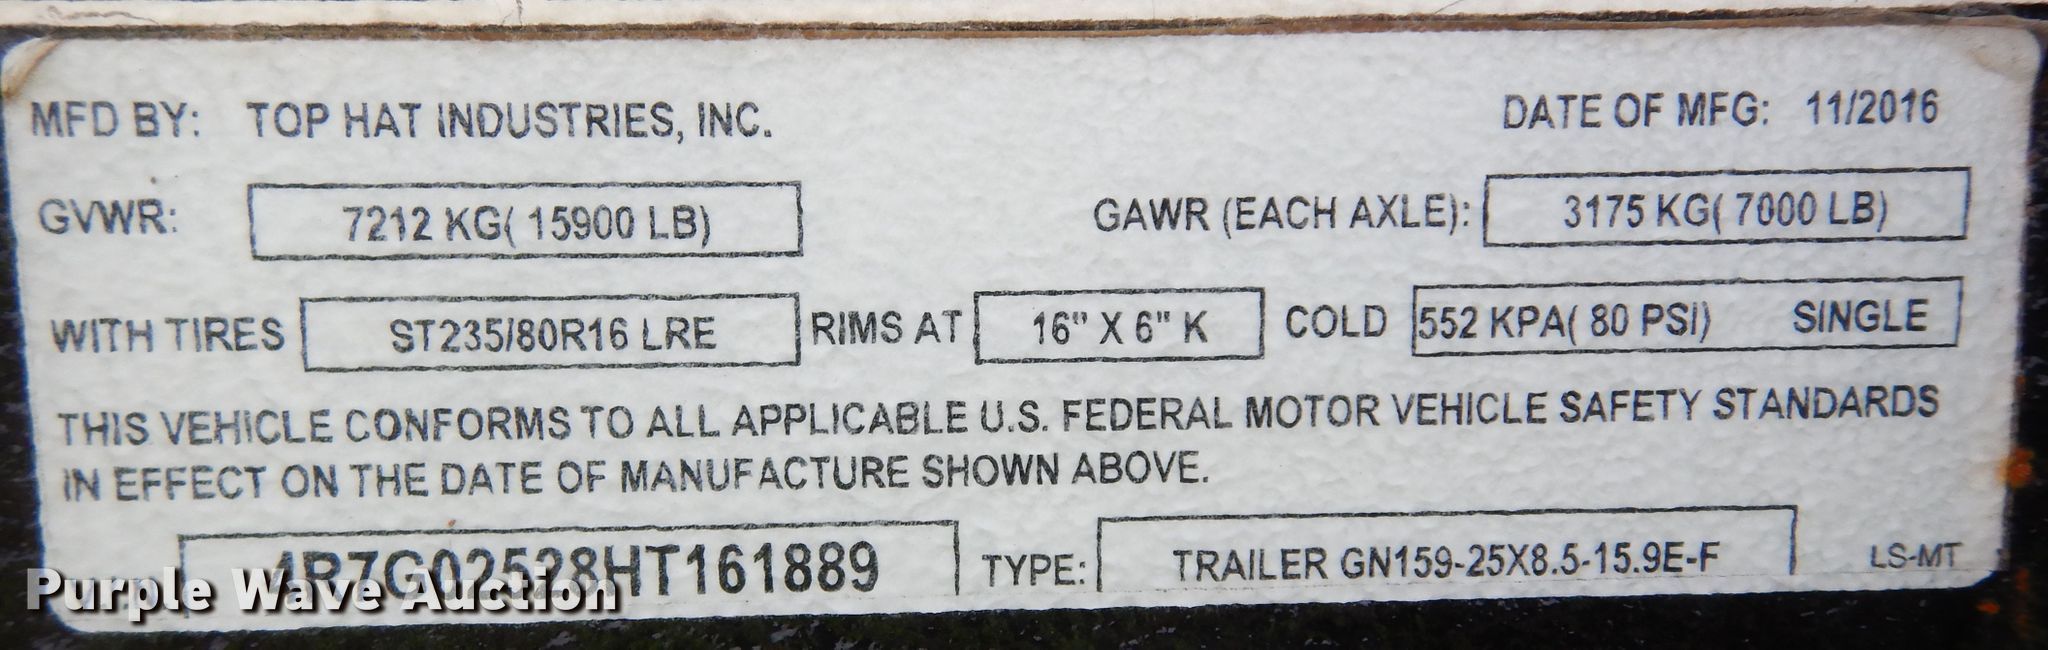 MFD BY: TOP HAT INDUSTRIES, INC. DATE OF MFG: 11/2016
GVWR: 7212 KG( 15900 LB) GAWR (EACH AXLE): 3175 KG( 7000 LB)
WITH TIRES ST235/80R16 LRE RIMS AT 16" X 6" K COLD 552 KPA( 80 PSI) SINGLE
THIS VEHICLE CONFORMS TO ALL APPLICABLE U.S. FEDERAL MOTOR VEHICLE SAFETY STANDARDS
IN EFFECT ON THE DATE OF MANUFACTURE SHOWN ABOVE.
4R7G02528HT161889 TYPE: TRAILER GN159-25X8.5-15.9E-F LS-MT
Purple Wave Auction